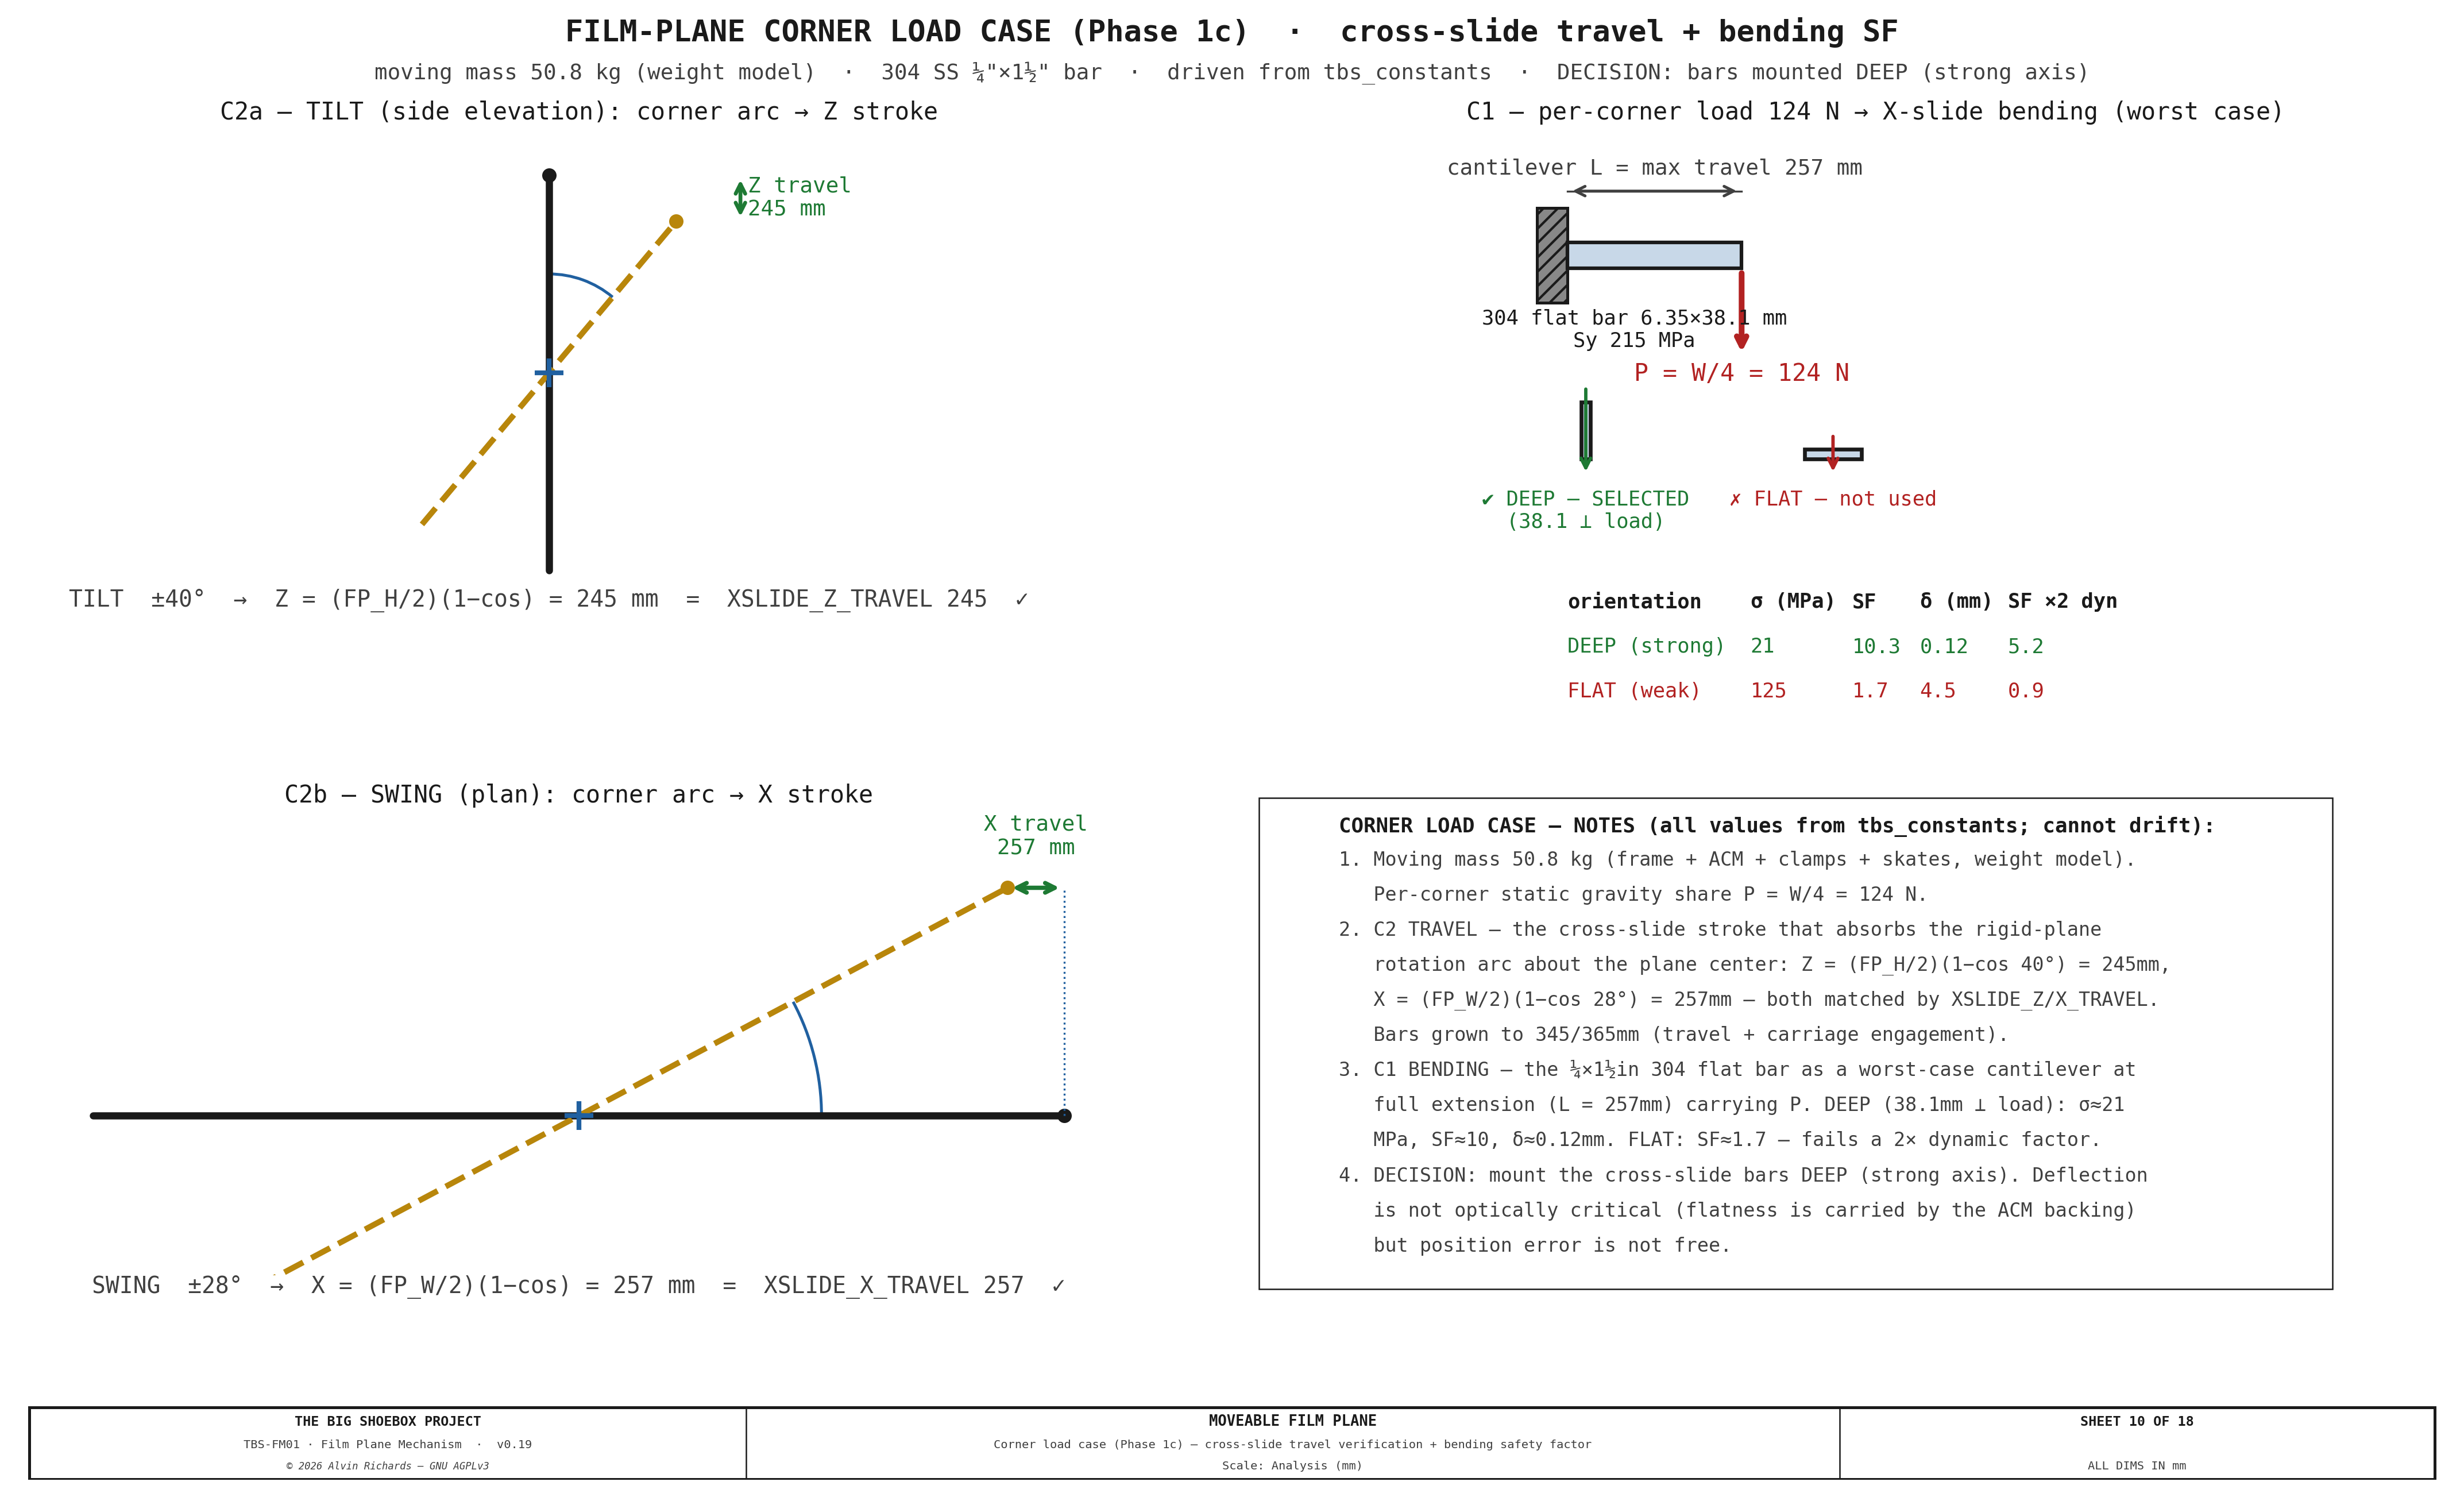 FILM-PLANE CORNER LOAD CASE (Phase 1c)  ·  cross-slide travel + bending SF
moving mass 50.8 kg (weight model)  ·  304 SS ¼"×1½" bar  ·  driven from tbs_constants  ·  DECISION: bars mounted DEEP (strong axis)
C2a — TILT (side elevation): corner arc → Z stroke
Z travel
245 mm
TILT  ±40°  →  Z = (FP_H/2)(1−cos) = 245 mm  =  XSLIDE_Z_TRAVEL 245  ✓
C1 — per-corner load 124 N → X-slide bending (worst case)
cantilever L = max travel 257 mm
304 flat bar 6.35×38.1 mm
Sy 215 MPa
P = W/4 = 124 N
✔ DEEP — SELECTED
(38.1 ⊥ load)
✗ FLAT — not used
orientation  σ (MPa)  SF  δ (mm)  SF ×2 dyn
DEEP (strong)  21  10.3  0.12  5.2
FLAT (weak)  125  1.7  4.5  0.9
C2b — SWING (plan): corner arc → X stroke
X travel
257 mm
SWING  ±28°  →  X = (FP_W/2)(1−cos) = 257 mm  =  XSLIDE_X_TRAVEL 257  ✓
CORNER LOAD CASE — NOTES (all values from tbs_constants; cannot drift):
1. Moving mass 50.8 kg (frame + ACM + clamps + skates, weight model).
Per-corner static gravity share P = W/4 = 124 N.
2. C2 TRAVEL — the cross-slide stroke that absorbs the rigid-plane
rotation arc about the plane center: Z = (FP_H/2)(1−cos 40°) = 245mm,
X = (FP_W/2)(1−cos 28°) = 257mm — both matched by XSLIDE_Z/X_TRAVEL.
Bars grown to 345/365mm (travel + carriage engagement).
3. C1 BENDING — the ¼×1½in 304 flat bar as a worst-case cantilever at
full extension (L = 257mm) carrying P. DEEP (38.1mm ⊥ load): σ≈21
MPa, SF≈10, δ≈0.12mm. FLAT: SF≈1.7 — fails a 2× dynamic factor.
4. DECISION: mount the cross-slide bars DEEP (strong axis). Deflection
is not optically critical (flatness is carried by the ACM backing)
but position error is not free.
THE BIG SHOEBOX PROJECT
TBS-FM01 · Film Plane Mechanism  ·  v0.19
© 2026 Alvin Richards — GNU AGPLv3
MOVEABLE FILM PLANE
Corner load case (Phase 1c) — cross-slide travel verification + bending safety factor
Scale: Analysis (mm)
SHEET 10 OF 18
ALL DIMS IN mm